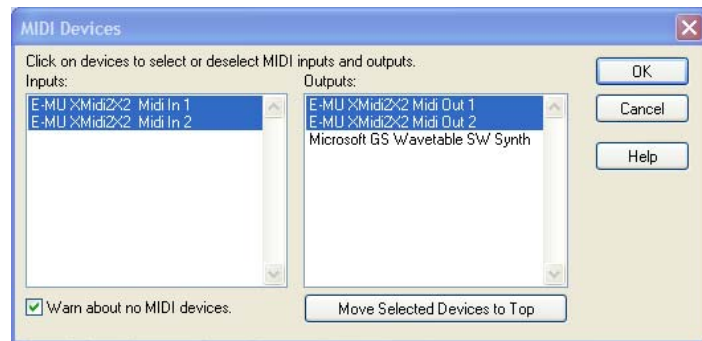 MIDI Devices
Click on devices to select or deselect MIDI inputs and outputs.
Inputs:
Outputs:
E-MU XMidi2X2 Midi In 1
E-MU XMidi2X2 Midi In 2
E-MU XMidi2X2 Midi Out 1
E-MU XMidi2X2 Midi Out 2
Microsoft GS Wavetable SW Synth
OK
Cancel
Help
Warn about no MIDI devices.
Move Selected Devices to Top